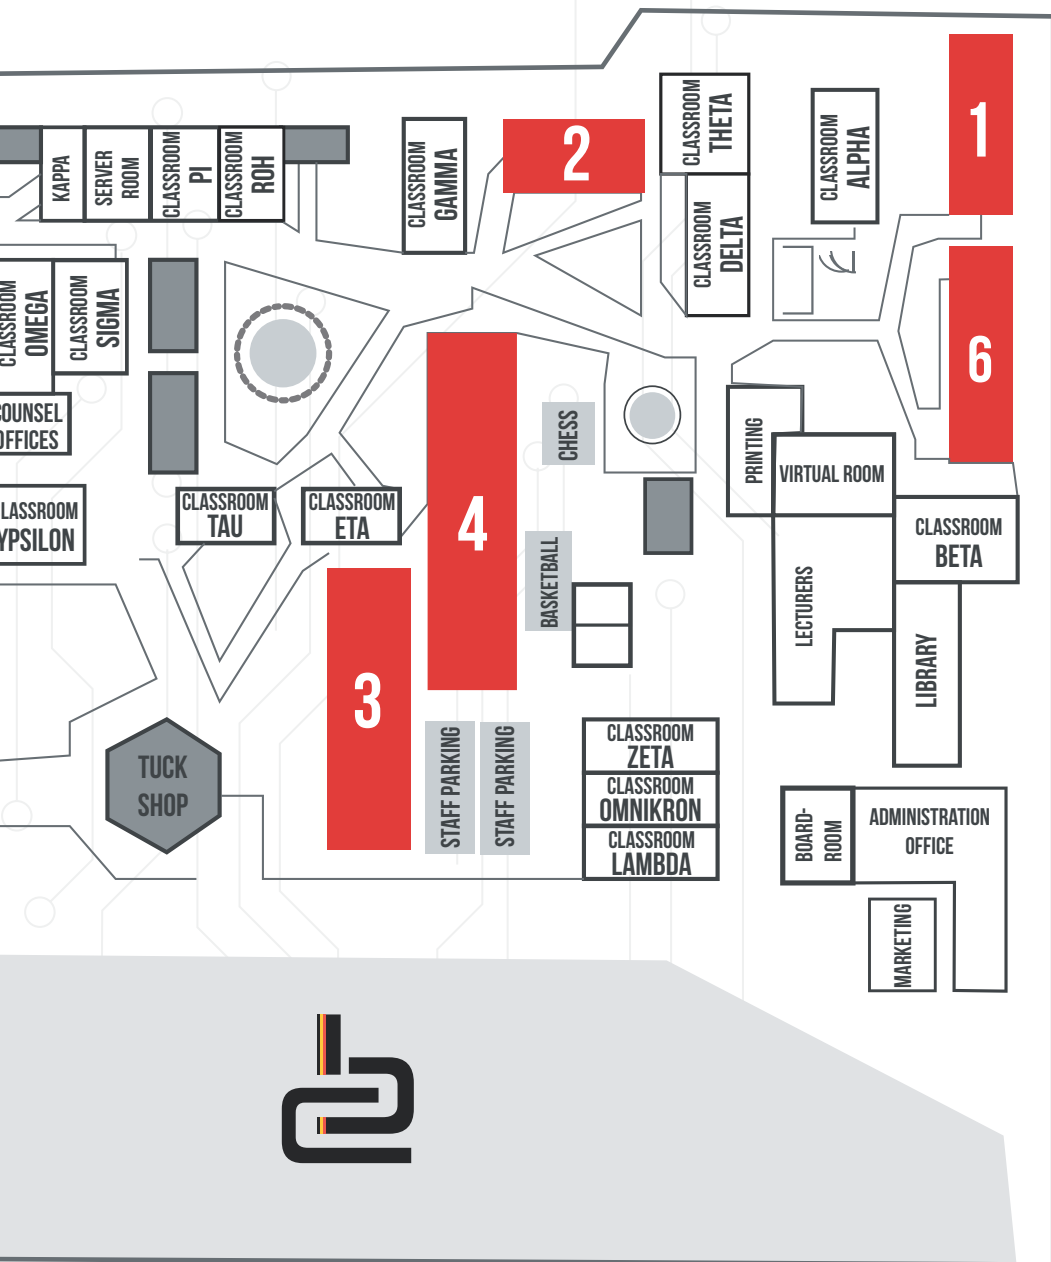 1
2
CLASSROOM
THETA
CLASSROOM
ALPHA
CLASSROOM
GAMMA
KAPPA
SERVER
ROOM
CLASSROOM
PI
CLASSROOM
ROH
CLASSROOM
DELTA
CLASSROOM
OMEGA
CLASSROOM
SIGMA
6
COUNSEL
OFFICES
CHESS
PRINTING
VIRTUAL ROOM
LASSROOM
YPSILON
CLASSROOM
TAU
CLASSROOM
ETA
4
CLASSROOM
BETA
BASKETBALL
LECTURERS
LIBRARY
3
TUCK
SHOP
STAFF PARKING
STAFF PARKING
CLASSROOM
ZETA
CLASSROOM
OMNIKRON
CLASSROOM
LAMBDA
BOARD-
ROOM
ADMINISTRATION
OFFICE
MARKETING